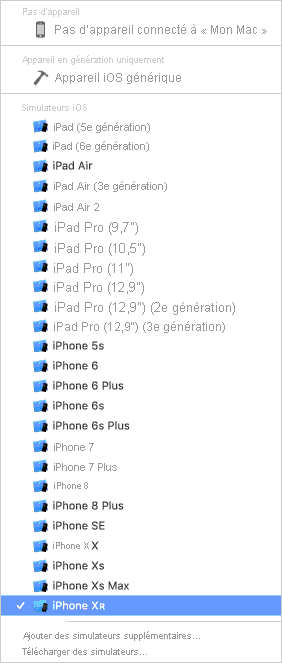 Pas d'appareil
Pas d'appareil connecté à « Mon Mac »
Appareil en génération uniquement
Appareil iOS générique
Simulateurs iOS
iPad (5e génération)
iPad (6e génération)
iPad Air
iPad Air (3e génération)
iPad Air 2
iPad Pro (9,7")
iPad Pro (10,5")
iPad Pro (11")
iPad Pro (12,9")
iPad Pro (12,9") (2e génération)
iPad Pro (12,9") (3e génération)
iPhone 5s
iPhone 6
iPhone 6 Plus
iPhone 6s
iPhone 6s Plus
iPhone 7
iPhone 7 Plus
iPhone 8
iPhone 8 Plus
iPhone SE
iPhone X X
iPhone Xs
iPhone Xs Max
✓ iPhone XR
Ajouter des simulateurs supplémentaires...
Télécharger des simulateurs...